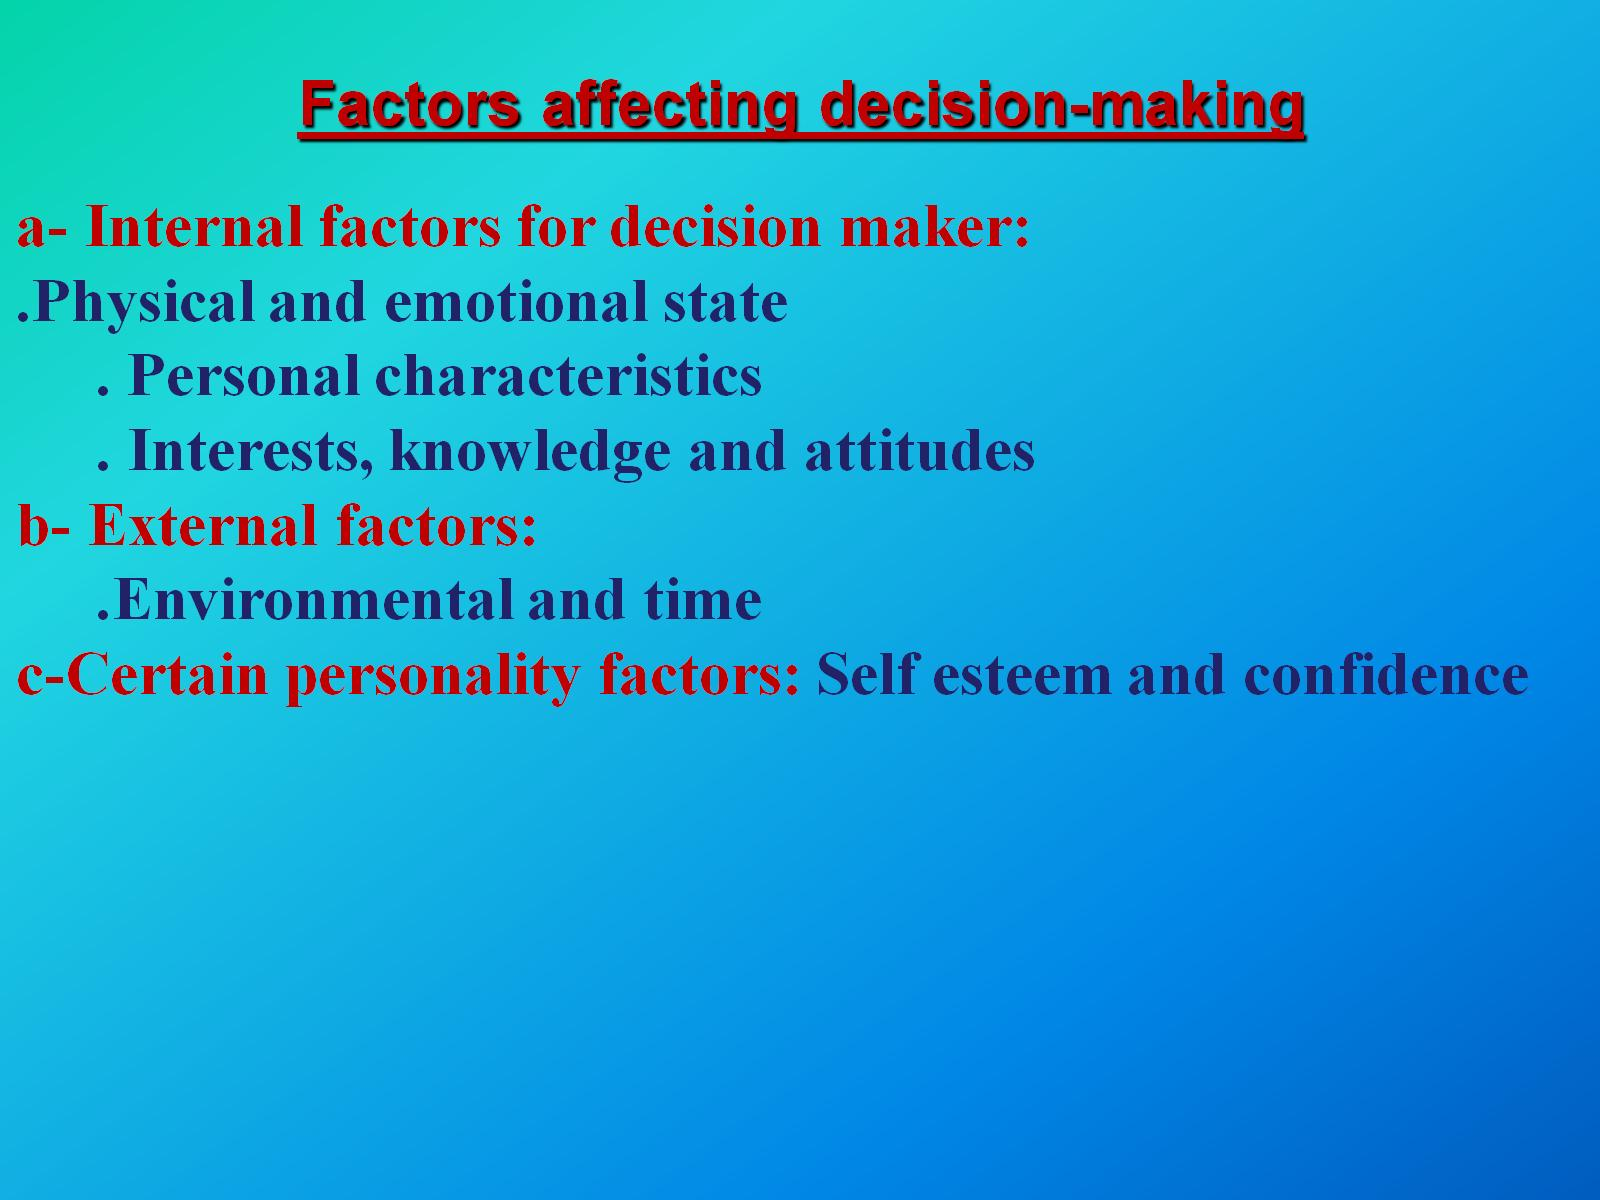 Factors affecting decision-making
a- Internal factors for decision maker:
.Physical and emotional state
. Personal characteristics
. Interests, knowledge and attitudes
b- External factors:
.Environmental and time
c-Certain personality factors: Self esteem and confidence